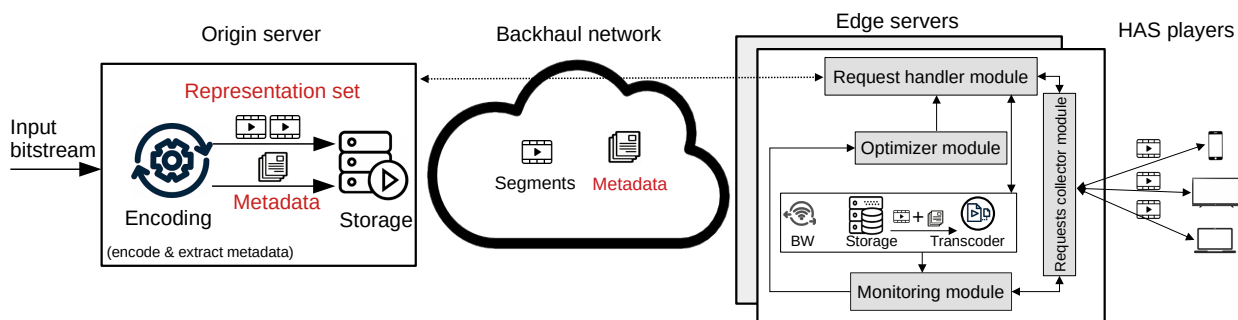 Origin server
Backhaul network
Edge servers
HAS players
Input
bitstream
Representation set
Metadata
Encoding
Storage
(encode & extract metadata)
Segments
Metadata
Request handler module
Optimizer module
BW
Storage
+
Transcoder
Monitoring module
Requests collector module